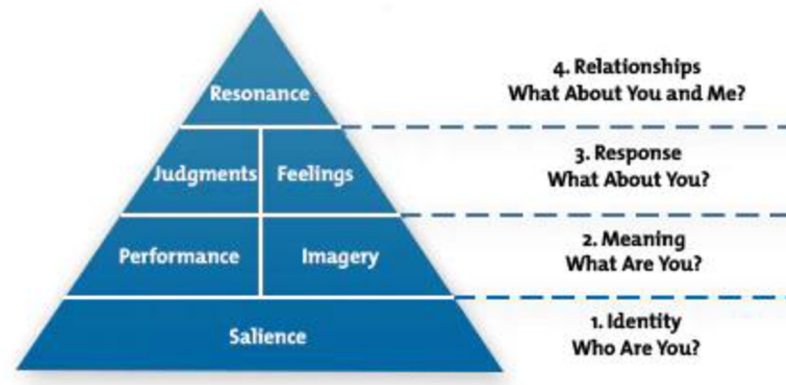 Resonance
4. Relationships
What About You and Me?
Judgments Feelings
3. Response
What About You?
Performance Imagery
2. Meaning
What Are You?
Salience
1. Identity
Who Are You?